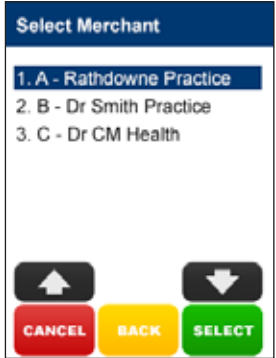 Select Merchant
1. A - Rathdowne Practice
2. B - Dr Smith Practice
3. C - Dr CM Health
CANCEL BACK SELECT